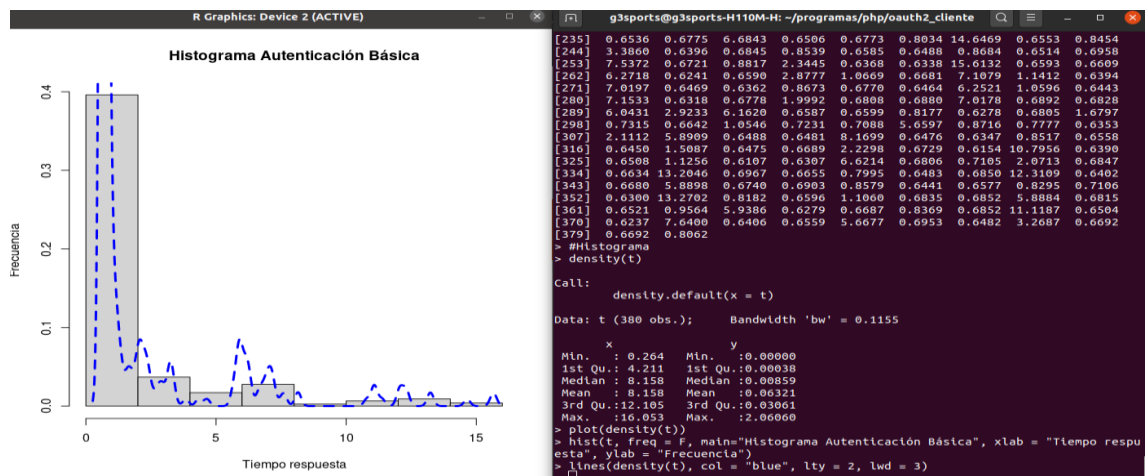 R Graphics: Device 2 (ACTIVE)
Histograma Autenticación Básica
Frecuencia
0.4
0.3
0.2
0.1
0.0
0 5 10 15
Tiempo respuesta
g3sports@g3sports-H110M-H: ~/programas/php/oauth2_cliente
[235] 0.6536 0.6775 6.6843 0.6506 0.6773 0.8034 14.6469 0.6553 0.8454
[244] 3.3860 0.6396 0.6845 0.8539 0.6585 0.6488 0.8684 0.6514 0.6958
[253] 7.5372 0.6721 0.8817 2.3445 0.6368 0.6338 15.6132 0.6593 0.6609
[262] 6.2718 0.6241 0.6590 2.8777 1.0669 0.6681 7.1079 1.1412 0.6394
[271] 7.0197 0.6469 0.6362 0.8673 0.6770 0.6464 6.2521 1.0596 0.6443
[280] 7.1533 0.6318 0.6778 1.9992 0.6808 0.6880 7.0178 0.6892 0.6828
[289] 6.0431 2.9233 6.1620 0.6587 0.6599 0.8177 0.6278 0.6805 1.6797
[298] 0.7315 0.6642 1.0546 0.7231 0.7088 5.6597 0.8716 0.7777 0.6353
[307] 2.1112 5.8909 0.6488 0.6481 8.1699 0.6476 0.6347 0.8517 0.6558
[316] 0.6450 1.5087 0.6475 0.6689 2.2298 0.6729 0.6154 10.7956 0.6390
[325] 0.6508 1.1256 0.6107 0.6307 6.6214 0.6806 0.7105 2.0713 0.6847
[334] 0.6634 13.2046 0.6967 0.6655 0.7995 0.6483 0.6850 12.3109 0.6402
[343] 0.6680 5.8898 0.6740 0.6903 0.8579 0.6441 0.6577 0.8295 0.7106
[352] 0.6300 13.2702 0.8182 0.6596 1.1060 0.6835 0.6852 5.8884 0.6815
[361] 0.6521 0.9564 5.9386 0.6279 0.6687 0.8369 0.6852 11.1187 0.6504
[370] 0.6237 7.6400 0.6406 0.6559 5.6677 0.6953 0.6482 3.2687 0.6692
[379] 0.6692 0.8062
> #Histograma
> density(t)
Call:
density.default(x = t)
Data: t (380 obs.); Bandwidth 'bw' = 0.1155
x y
Min. : 0.264 Min. :0.00000
1st Qu.: 4.211 1st Qu.:0.00038
Median : 8.158 Median :0.00859
Mean : 8.158 Mean :0.06321
3rd Qu.:12.105 3rd Qu.:0.03061
Max. :16.053 Max. :2.06060
> plot(density(t))
> hist(t, freq = F, main="Histograma Autenticación Básica", xlab = "Tiempo respu
esta", ylab = "Frecuencia")
> lines(density(t), col = "blue", lty = 2, lwd = 3)
>